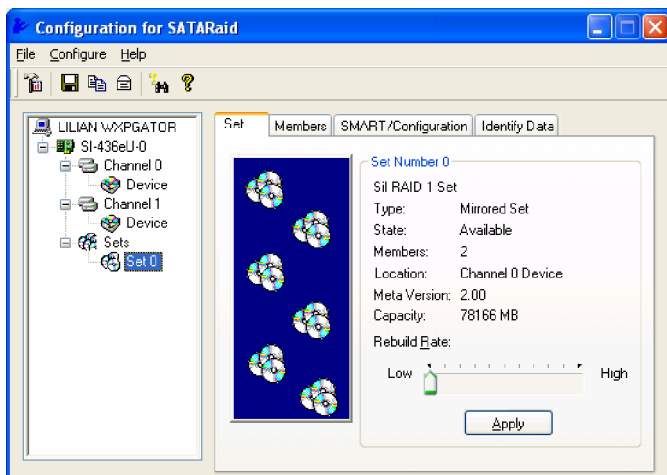 Configuration for SATARaid
File Configure Help
LILIAN WXPGATOR
SI-436eU-0
Channel 0
Device
Channel 1
Device
Sets
Set 0
Set Members SMART/Configuration Identify Data
Set Number 0
Sil RAID 1 Set
Type: Mirrored Set
State: Available
Members: 2
Location: Channel 0 Device
Meta Version: 2.00
Capacity: 78166 MB
Rebuild Rate:
Low High
Apply